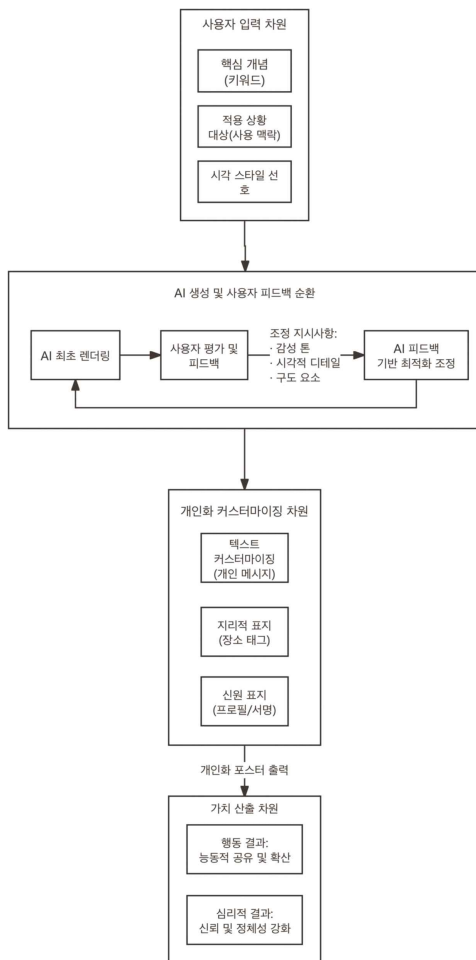 사용자 입력 차원
핵심 개념
(키워드)
적용 상황
대상(사용 맥락)
시각 스타일 선
호
AI 생성 및 사용자 피드백 순환
AI 최초 렌더링
사용자 평가 및
피드백
조정 지시사항:
· 감성 톤
· 시각적 디테일
· 구도 요소
AI 피드백
기반 최적화 조정
개인화 커스터마이징 차원
텍스트
커스터마이징
(개인 메시지)
지리적 표지
(장소 태그)
신원 표지
(프로필/서명)
개인화 포스터 출력
가치 산출 차원
행동 결과:
능동적 공유 및 확산
심리적 결과:
신뢰 및 정체성 강화